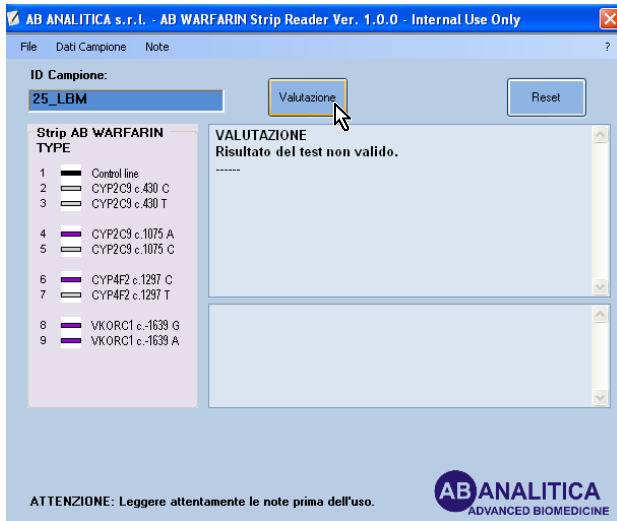 AB ANALITICA s.r.l. - AB WARFARIN Strip Reader Ver. 1.0.0 - Internal Use Only
File Dati Campione Note ?
ID Campione:
25_LBM
Valutazione
Reset
Strip AB WARFARIN
TYPE
1 Control line
2 CYP2C9 c.430 C
3 CYP2C9 c.430 T
4 CYP2C9 c.1075 A
5 CYP2C9 c.1075 C
6 CYP4F2 c.1297 C
7 CYP4F2 c.1297 T
8 VKORC1 c.-1639 G
9 VKORC1 c.-1639 A
VALUTAZIONE
Risultato del test non valido.
------
ATTENZIONE: Leggere attentamente le note prima dell'uso.
AB ANALITICA
ADVANCED BIOMEDICINE